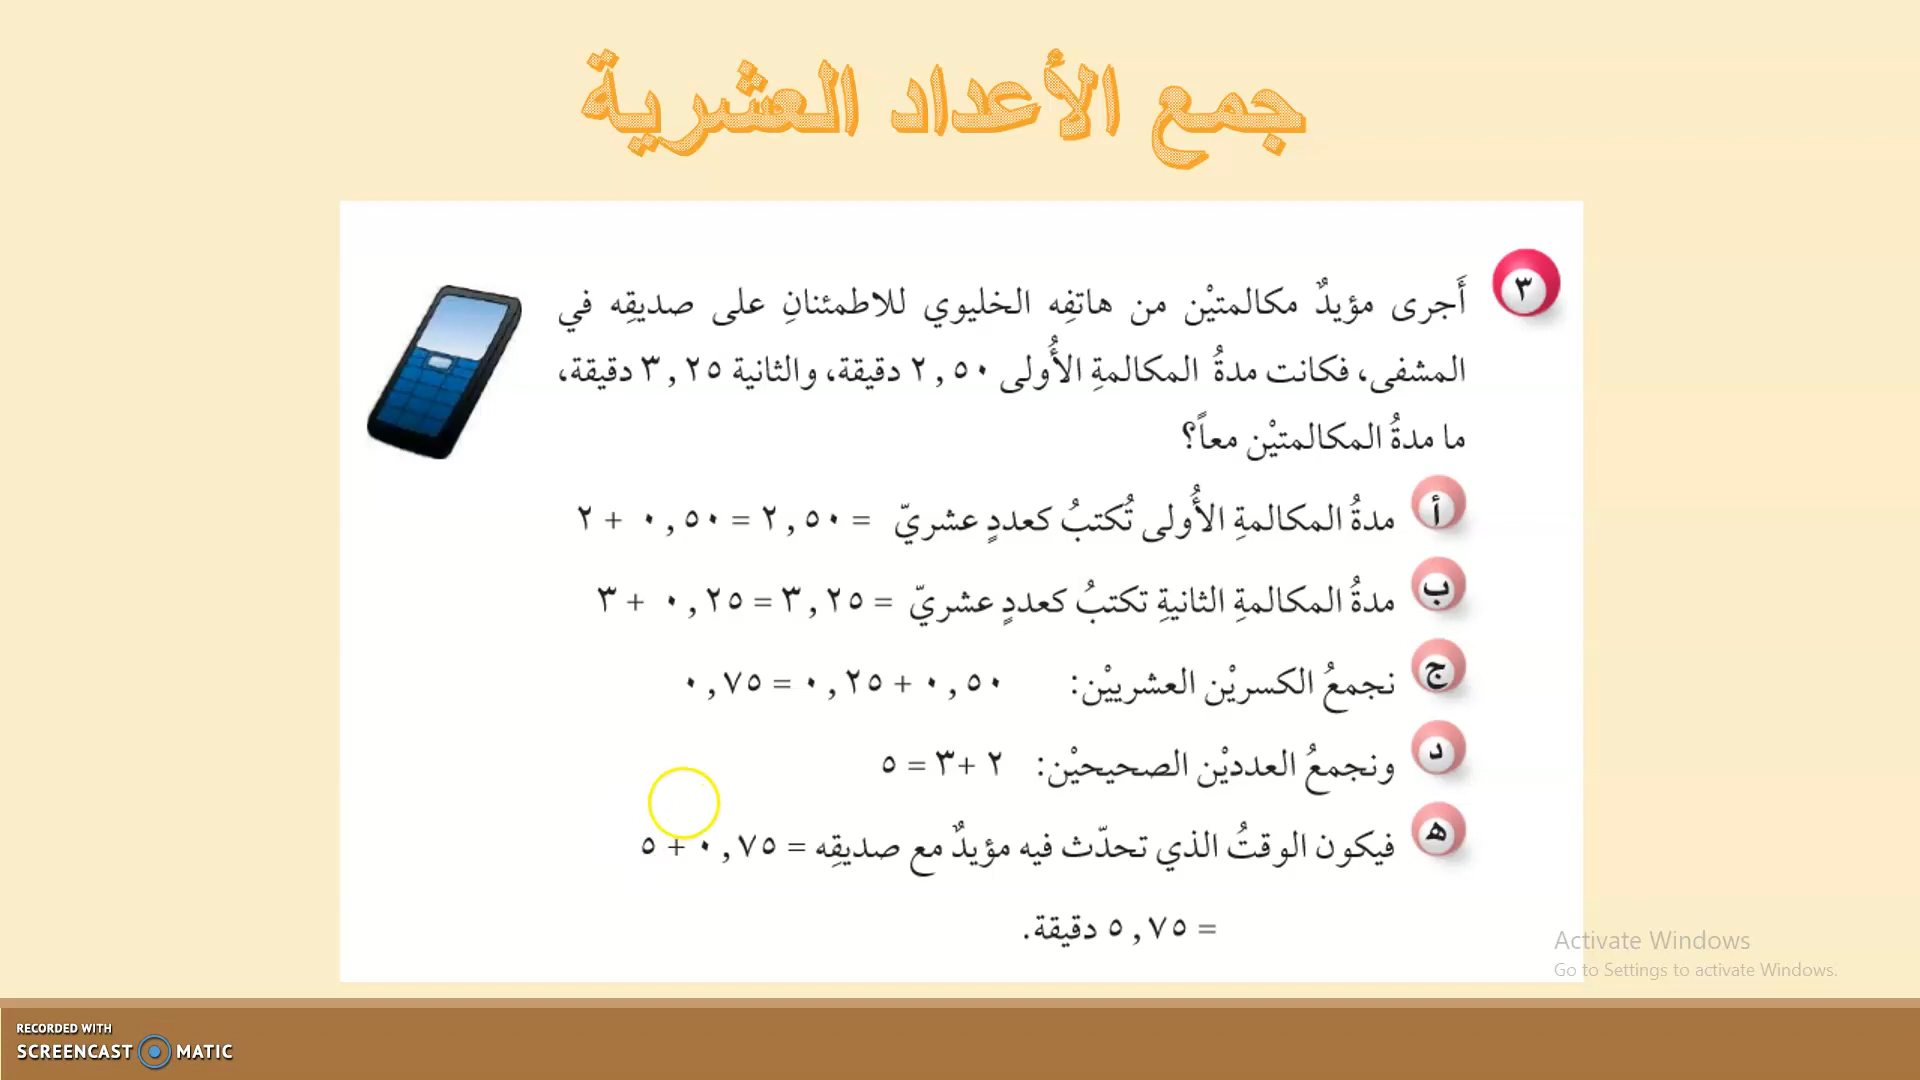 جمع الأعداد العشرية
٣
أَجرى مؤيدٌ مكالمتيْن من هاتفِه الخليوي للاطمئنانِ على صديقِه في
المشفى، فكانت مدةُ المكالمةِ الأُولى ٢,٥٠ دقيقة، والثانية ٣,٢٥ دقيقة،
ما مدةُ المكالمتيْن معاً؟
أ مدةُ المكالمةِ الأُولى تُكتبُ كعددٍ عشريّ = ٢,٥٠ = ٠,٥٠ + ٢
ب مدةُ المكالمةِ الثانيةِ تكتبُ كعددٍ عشريّ = ٣,٢٥ = ٠,٢٥ + ٣
ج نجمعُ الكسريْن العشرييْن: ٠,٥٠ + ٠,٢٥ = ٠,٧٥
د ونجمعُ العدديْن الصحيحيْن: ٢ +٣ = ٥
ه فيكون الوقتُ الذي تحدّث فيه مؤيدٌ مع صديقِه = ٠,٧٥ + ٥
= ٥,٧٥ دقيقة.
Activate Windows
Go to Settings to activate Windows.
RECORDED WITH
SCREENCAST MATIC